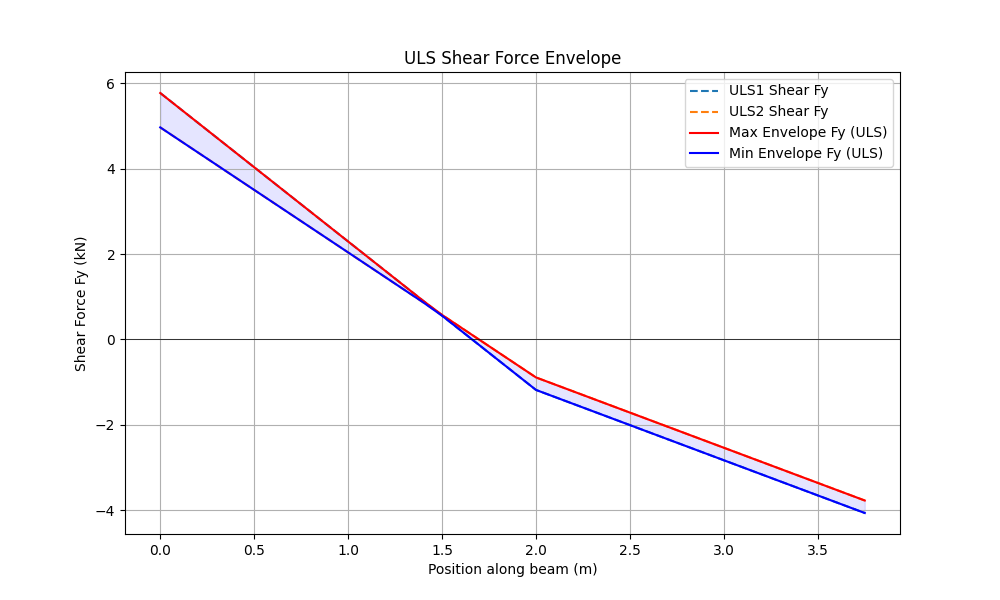 ULS Shear Force Envelope
ULS1 Shear Fy
ULS2 Shear Fy
Max Envelope Fy (ULS)
Min Envelope Fy (ULS)
Shear Force Fy (kN)
6
4
2
0
−2
−4
0.0 0.5 1.0 1.5 2.0 2.5 3.0 3.5
Position along beam (m)